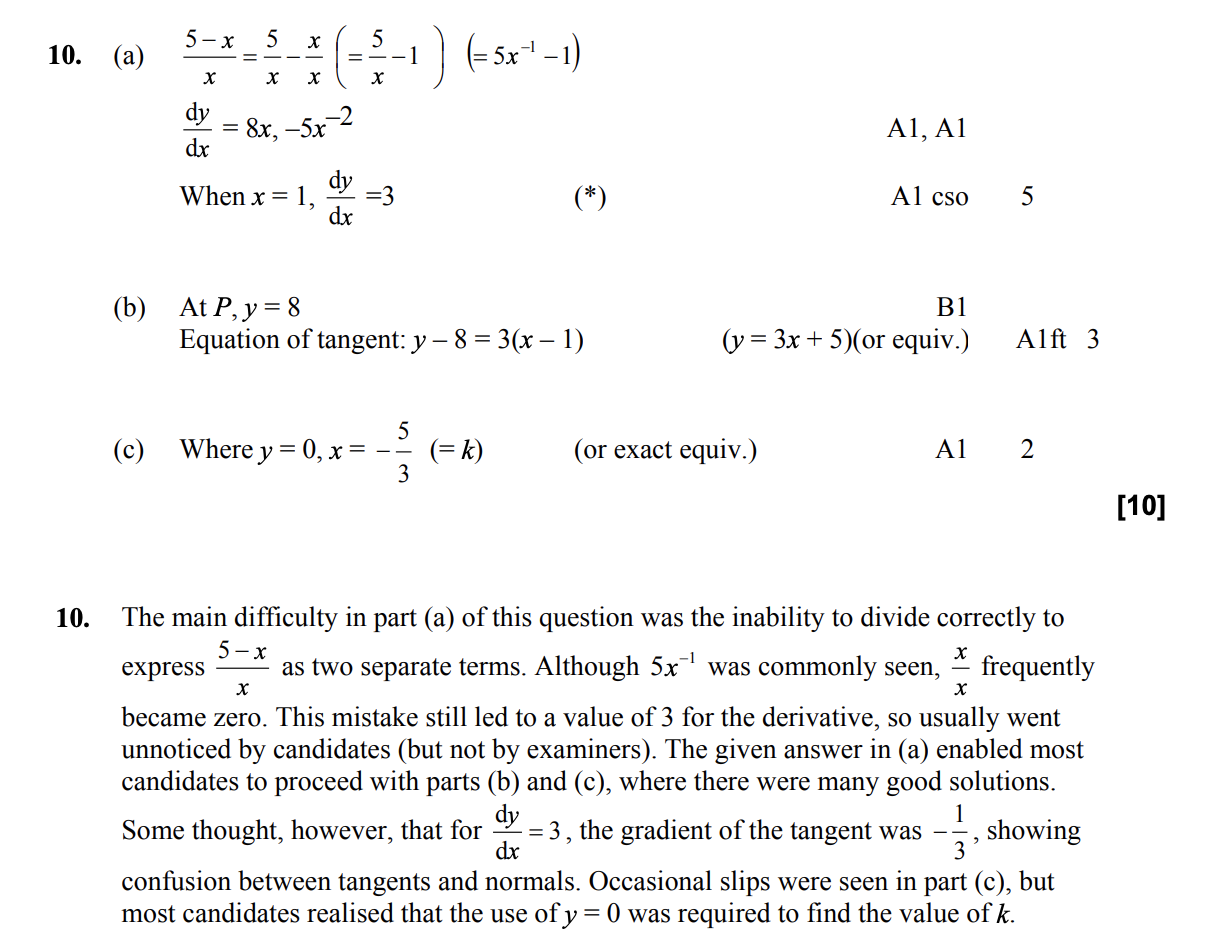 10. (a) \frac{5-x}{x} = \frac{5}{x} - \frac{x}{x} \left( = \frac{5}{x} - 1 \right) (= 5x^{-1} - 1)
\frac{dy}{dx} = 8x, –5x^{–2} A1, A1
When x = 1, \frac{dy}{dx} =3 (*) A1 cso 5
(b) At P, y = 8 B1
Equation of tangent: y – 8 = 3(x – 1) (y = 3x + 5)(or equiv.) A1ft 3
(c) Where y = 0, x = -\frac{5}{3} (= k) (or exact equiv.) A1 2
[10]
10. The main difficulty in part (a) of this question was the inability to divide correctly to
express \frac{5-x}{x} as two separate terms. Although 5x^{-1} was commonly seen, \frac{x}{x} frequently
became zero. This mistake still led to a value of 3 for the derivative, so usually went
unnoticed by candidates (but not by examiners). The given answer in (a) enabled most
candidates to proceed with parts (b) and (c), where there were many good solutions.
Some thought, however, that for \frac{dy}{dx} = 3, the gradient of the tangent was -\frac{1}{3}, showing
confusion between tangents and normals. Occasional slips were seen in part (c), but
most candidates realised that the use of y = 0 was required to find the value of k.